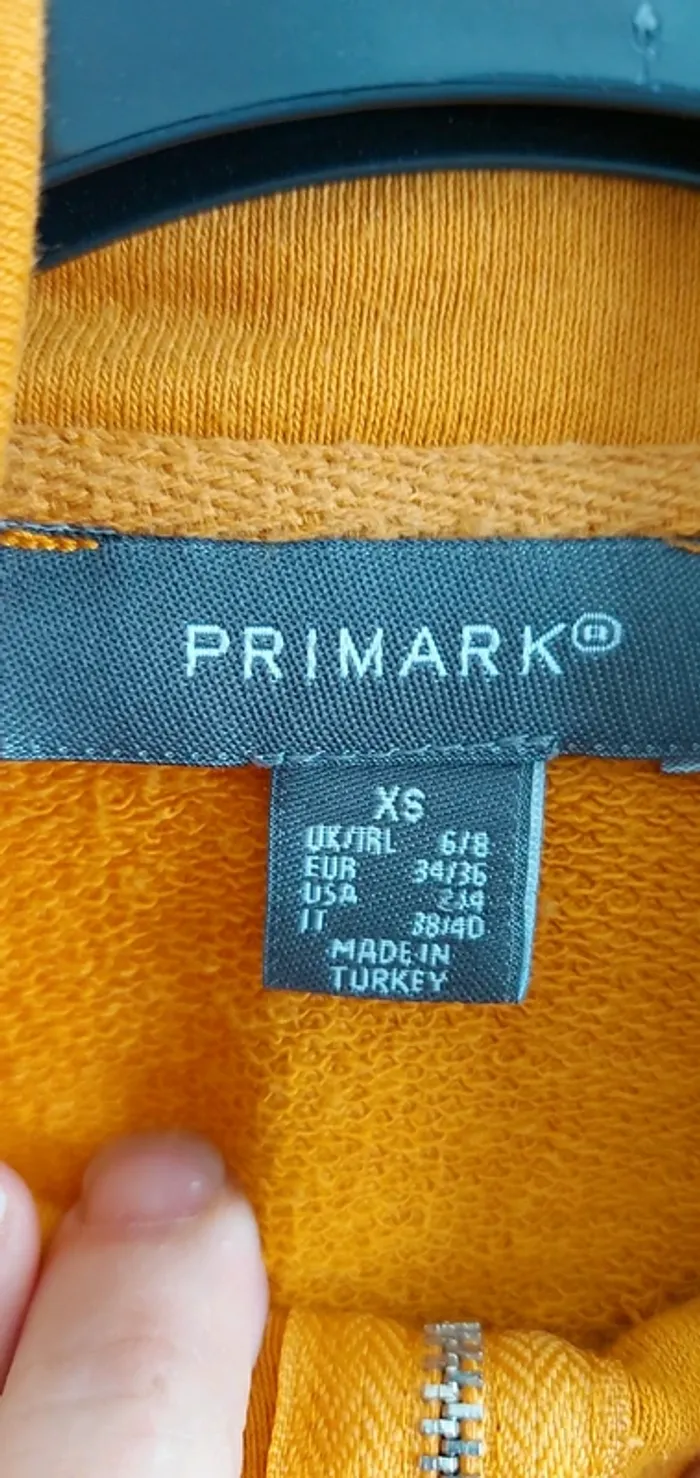 PRIMARK®
XS
UK/IRL 6/8
EUR 34/36
USA 2/4
IT 38/40
MADE IN
TURKEY